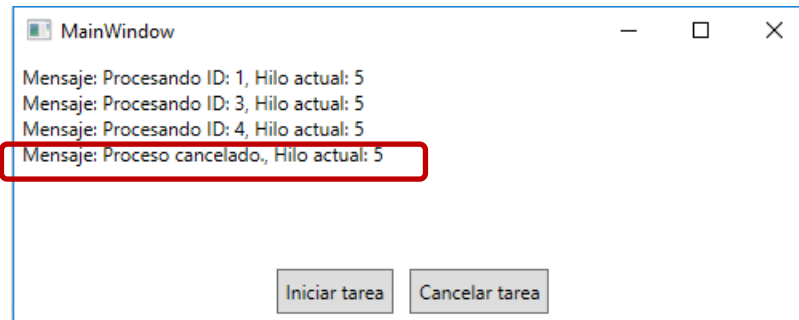 MainWindow
Mensaje: Procesando ID: 1, Hilo actual: 5
Mensaje: Procesando ID: 3, Hilo actual: 5
Mensaje: Procesando ID: 4, Hilo actual: 5
Mensaje: Proceso cancelado., Hilo actual: 5
Iniciar tarea Cancelar tarea